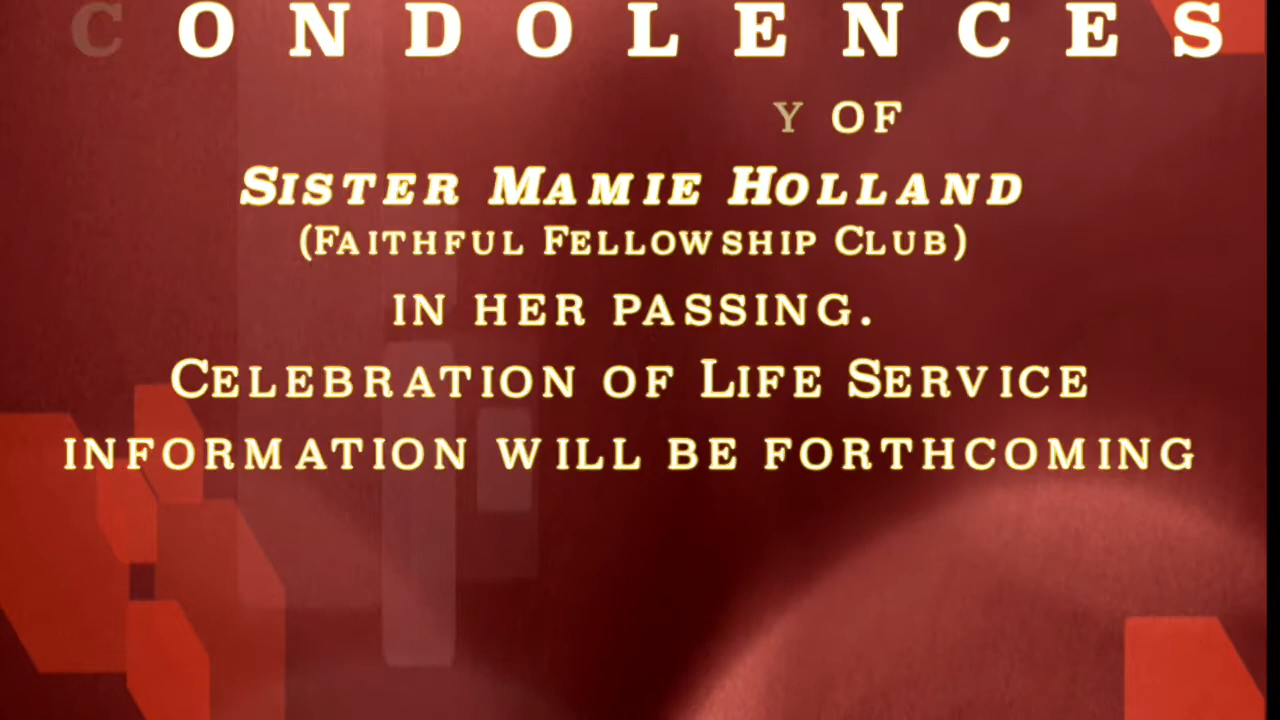 CONDOLENCES
Y OF
SISTER MAMIE HOLLAND
(FAITHFUL FELLOWSHIP CLUB)
IN HER PASSING.
CELEBRATION OF LIFE SERVICE
INFORMATION WILL BE FORTHCOMING